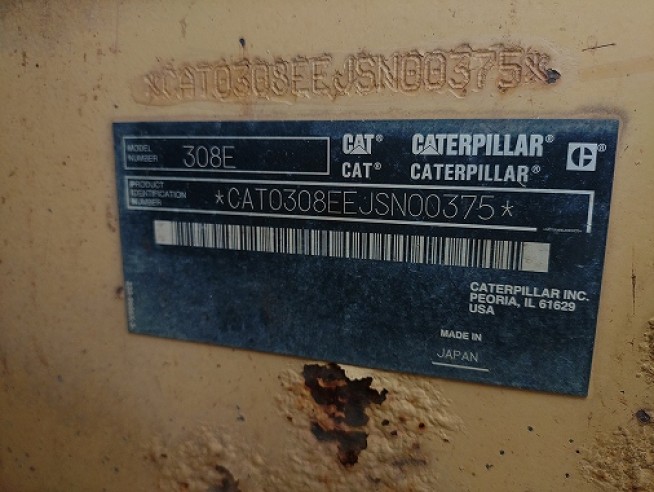 *CAT0308EEJSN00375*
MODEL NUMBER 308E
CAT CATERPILLAR C
CAT® CATERPILLAR®
PRODUCT IDENTIFICATION NUMBER *CAT0308EEJSN00375*
CATERPILLAR INC.
PEORIA, IL 61629
USA
MADE IN
JAPAN